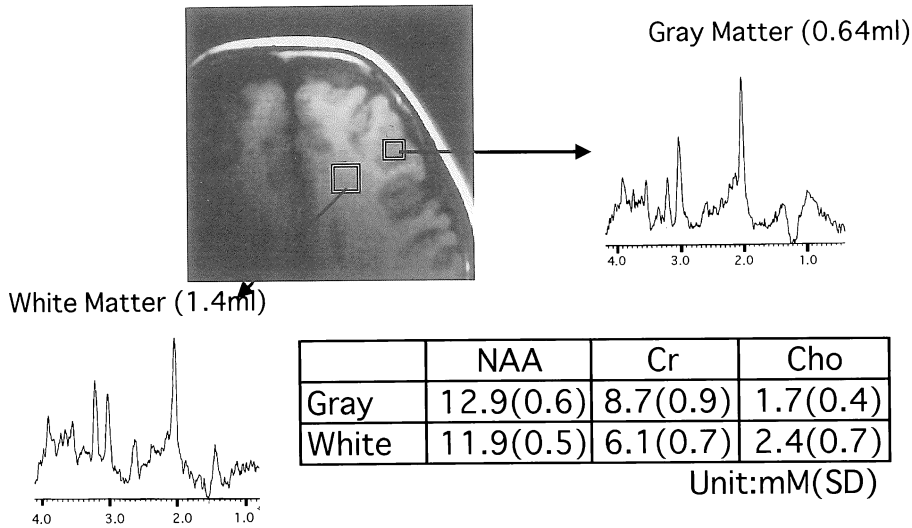 Gray Matter (0.64ml)
4.0 3.0 2.0 1.0
White Matter (1.4ml)
4.0 3.0 2.0 1.0
NAA Cr Cho
Gray 12.9(0.6) 8.7(0.9) 1.7(0.4)
White 11.9(0.5) 6.1(0.7) 2.4(0.7)
Unit:mM(SD)